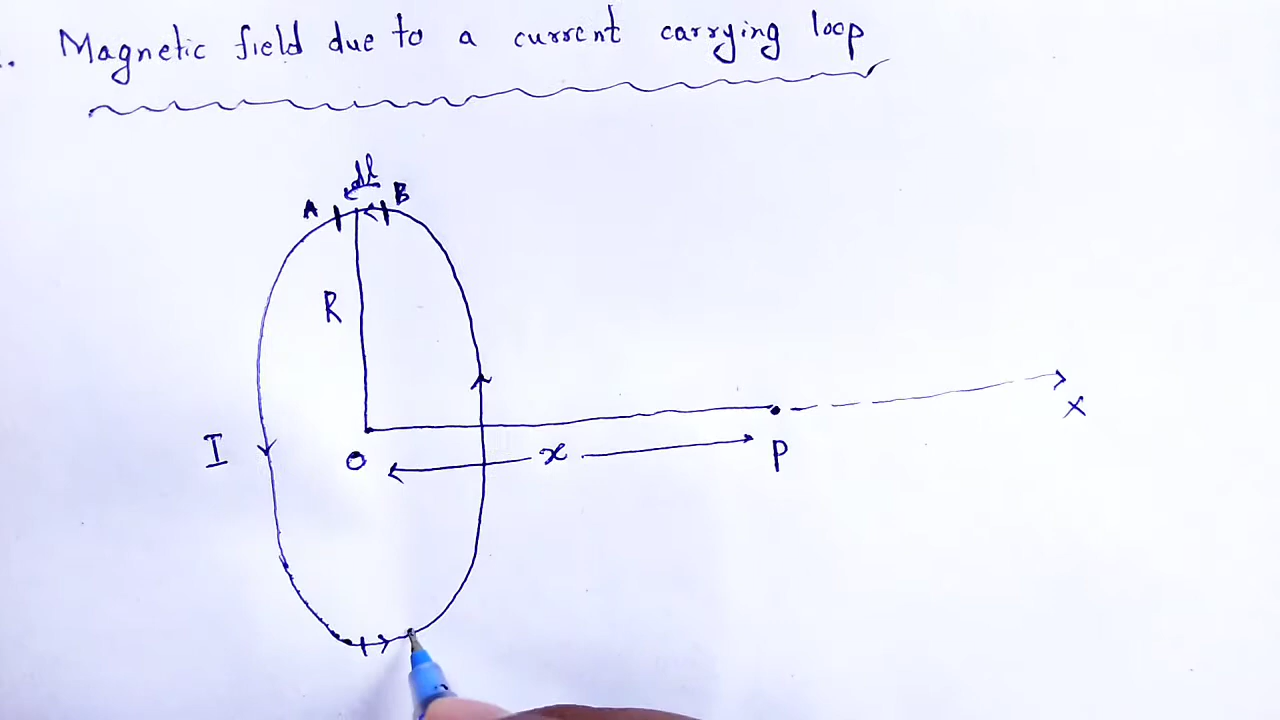 Magnetic field due to a current carrying loop
dl
A B
R
I
O
x
P
X